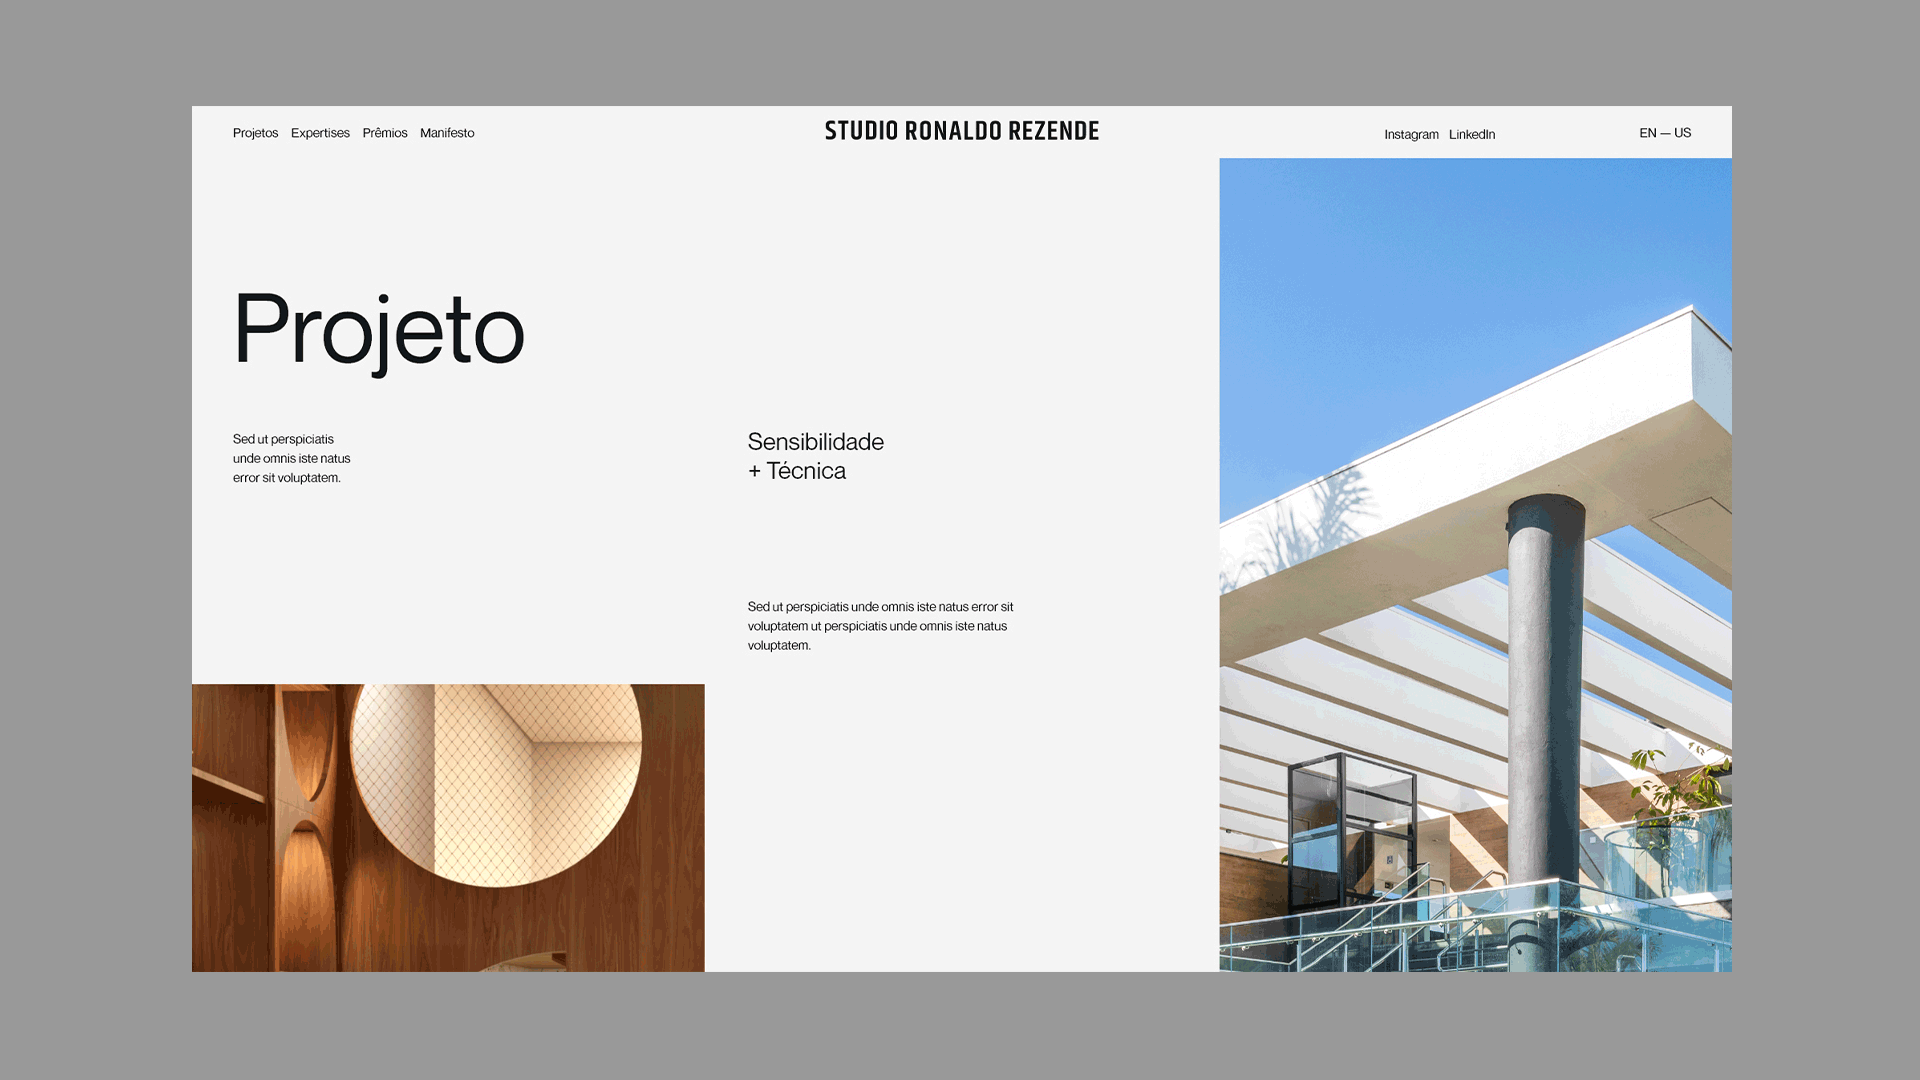 Projetos Expertises Prêmios Manifesto
STUDIO RONALDO REZENDE
Instagram LinkedIn
EN — US
Projeto
Sed ut perspiciatis
unde omnis iste natus
error sit voluptatem.
Sensibilidade
+ Técnica
Sed ut perspiciatis unde omnis iste natus error sit
voluptatem ut perspiciatis unde omnis iste natus
voluptatem.